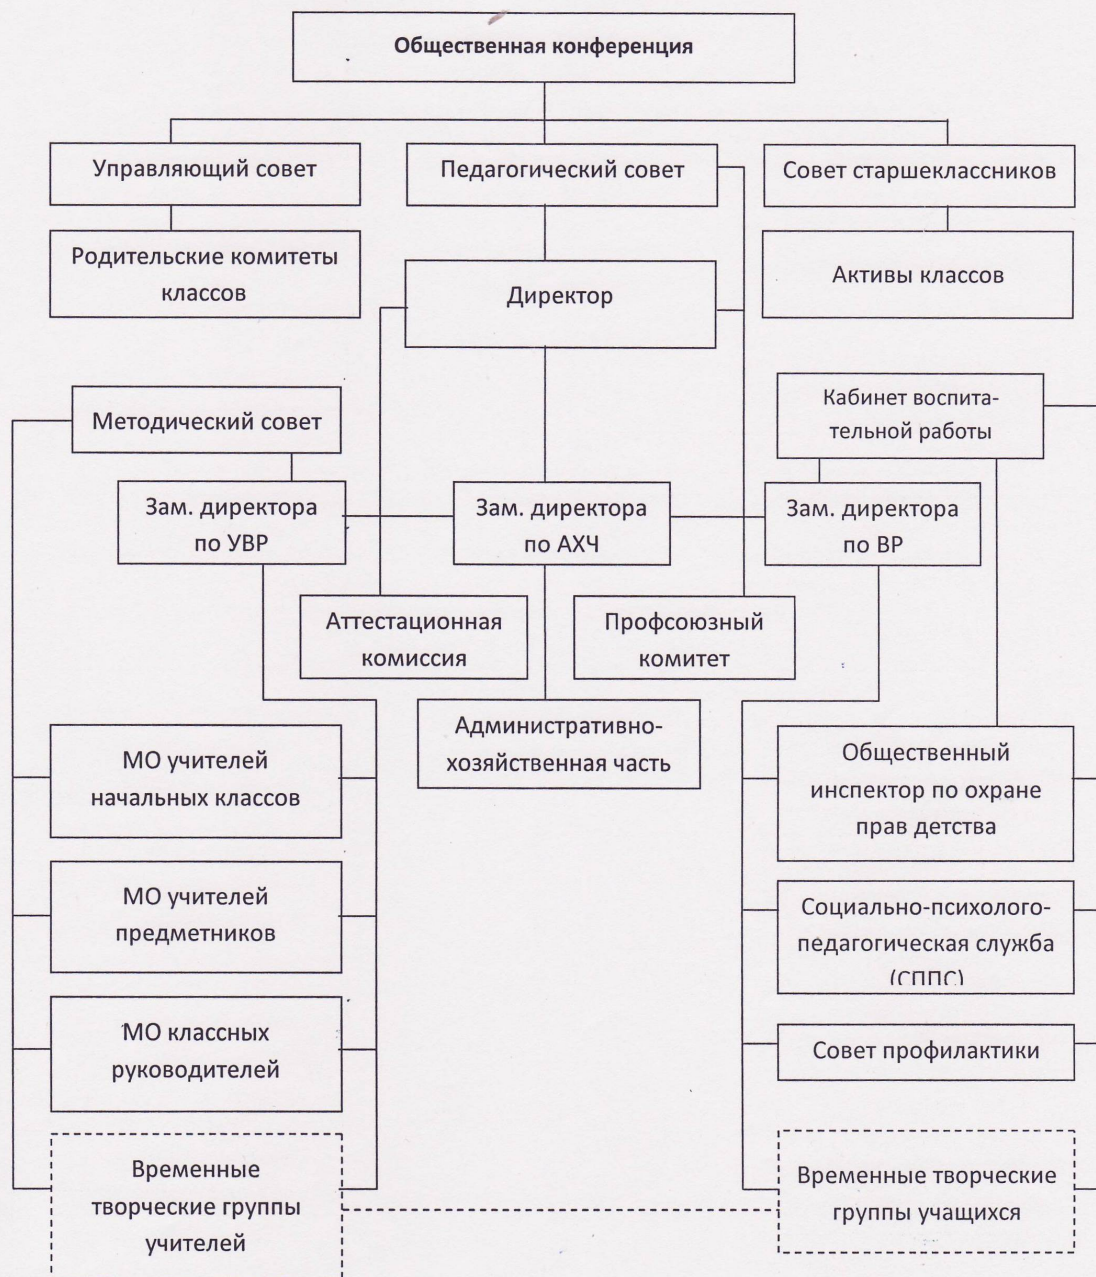 Общественная конференция
Управляющий совет
Педагогический совет
Совет старшеклассников
Родительские комитеты
классов
Директор
Активы классов
Методический совет
Кабинет воспита-
тельной работы
Зам. директора
по УВР
Зам. директора
по АХЧ
Зам. директора
по ВР
Аттестационная
комиссия
Профсоюзный
комитет
Административно-
хозяйственная часть
МО учителей
начальных классов
Общественный
инспектор по охране
прав детства
МО учителей
предметников
Социально-психолого-
педагогическая служба
(СППС)
МО классных
руководителей
Совет профилактики
Временные
творческие группы
учителей
Временные творческие
группы учащихся